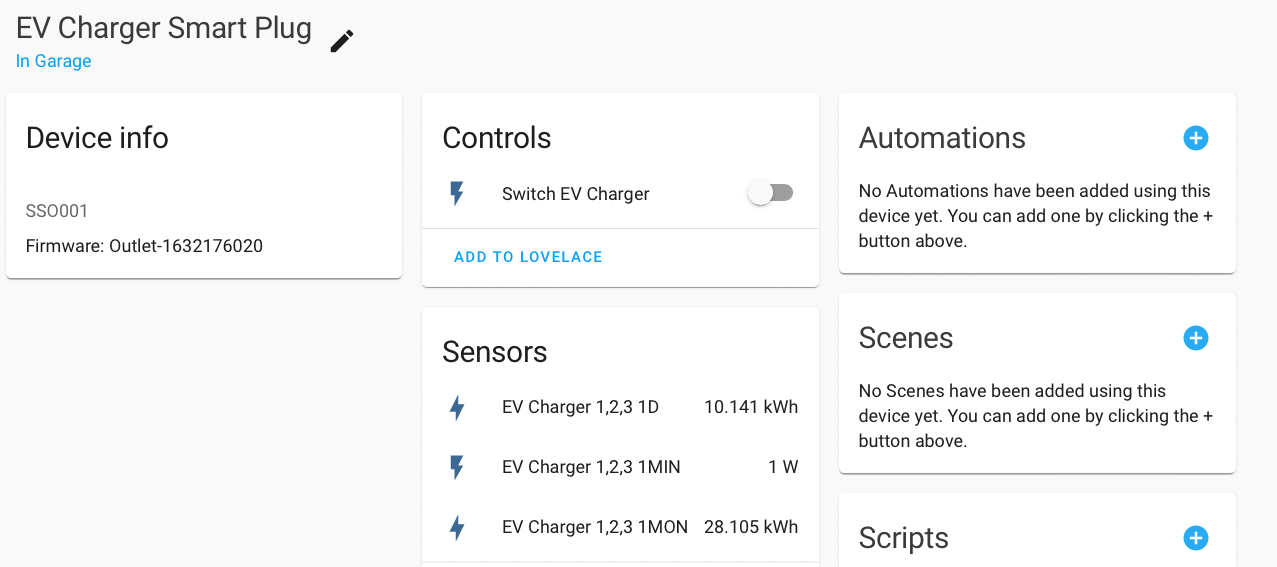 EV Charger Smart Plug
In Garage
Device info
SSO001
Firmware: Outlet-1632176020
Controls
Switch EV Charger
ADD TO LOVELACE
Sensors
EV Charger 1,2,3 1D 10.141 kWh
EV Charger 1,2,3 1MIN 1 W
EV Charger 1,2,3 1MON 28.105 kWh
Automations
No Automations have been added using this
device yet. You can add one by clicking the +
button above.
Scenes
No Scenes have been added using this
device yet. You can add one by clicking the +
button above.
Scripts